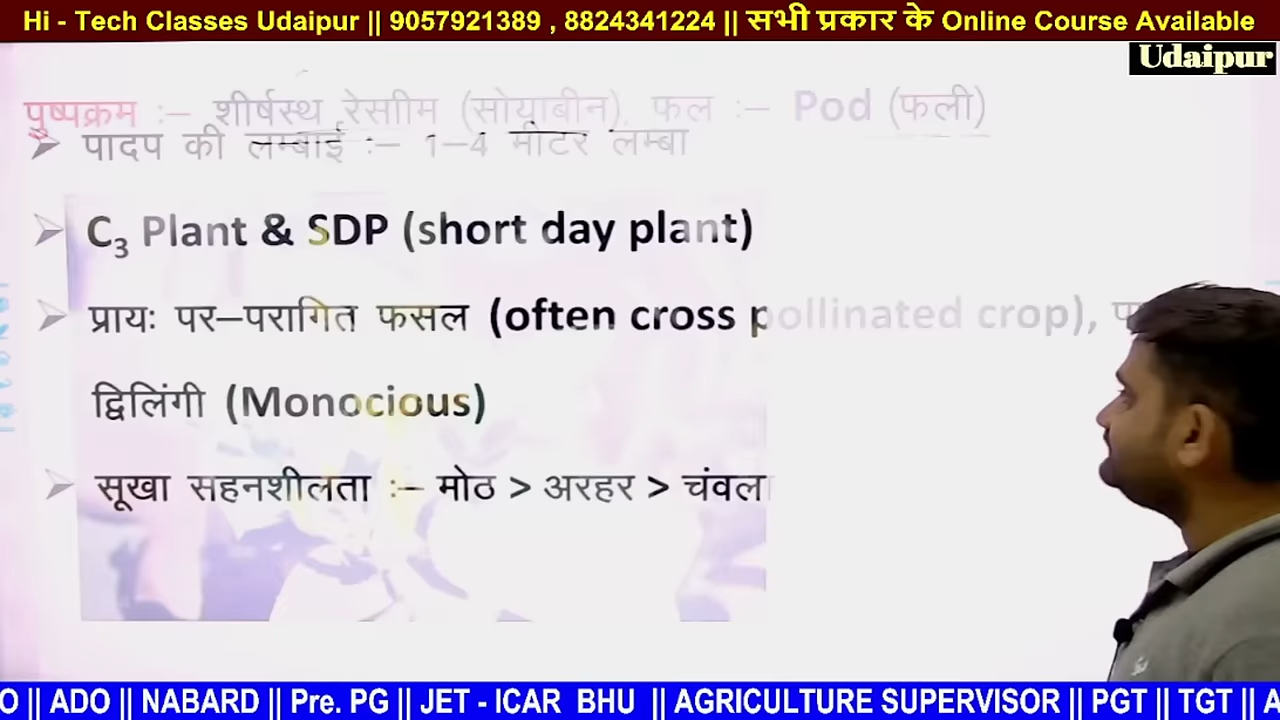 Hi - Tech Classes Udaipur || 9057921389 , 8824341224 || सभी प्रकार के Online Course Available
Udaipur
पुष्पक्रम :– शीर्षस्थ रेसीाम (सोयाबीन), फल :– Pod (फली)
पादप की लम्बाई :– 1–4 मीटर लम्बा
C₃ Plant & SDP (short day plant)
प्रायः पर–परागित फसल (often cross pollinated crop),
द्विलिंगी (Monocious)
सूखा सहनशीलता :– मोठ > अरहर > चंवला
O || ADO || NABARD || Pre. PG || JET - ICAR BHU || AGRICULTURE SUPERVISOR || PGT || TGT || A